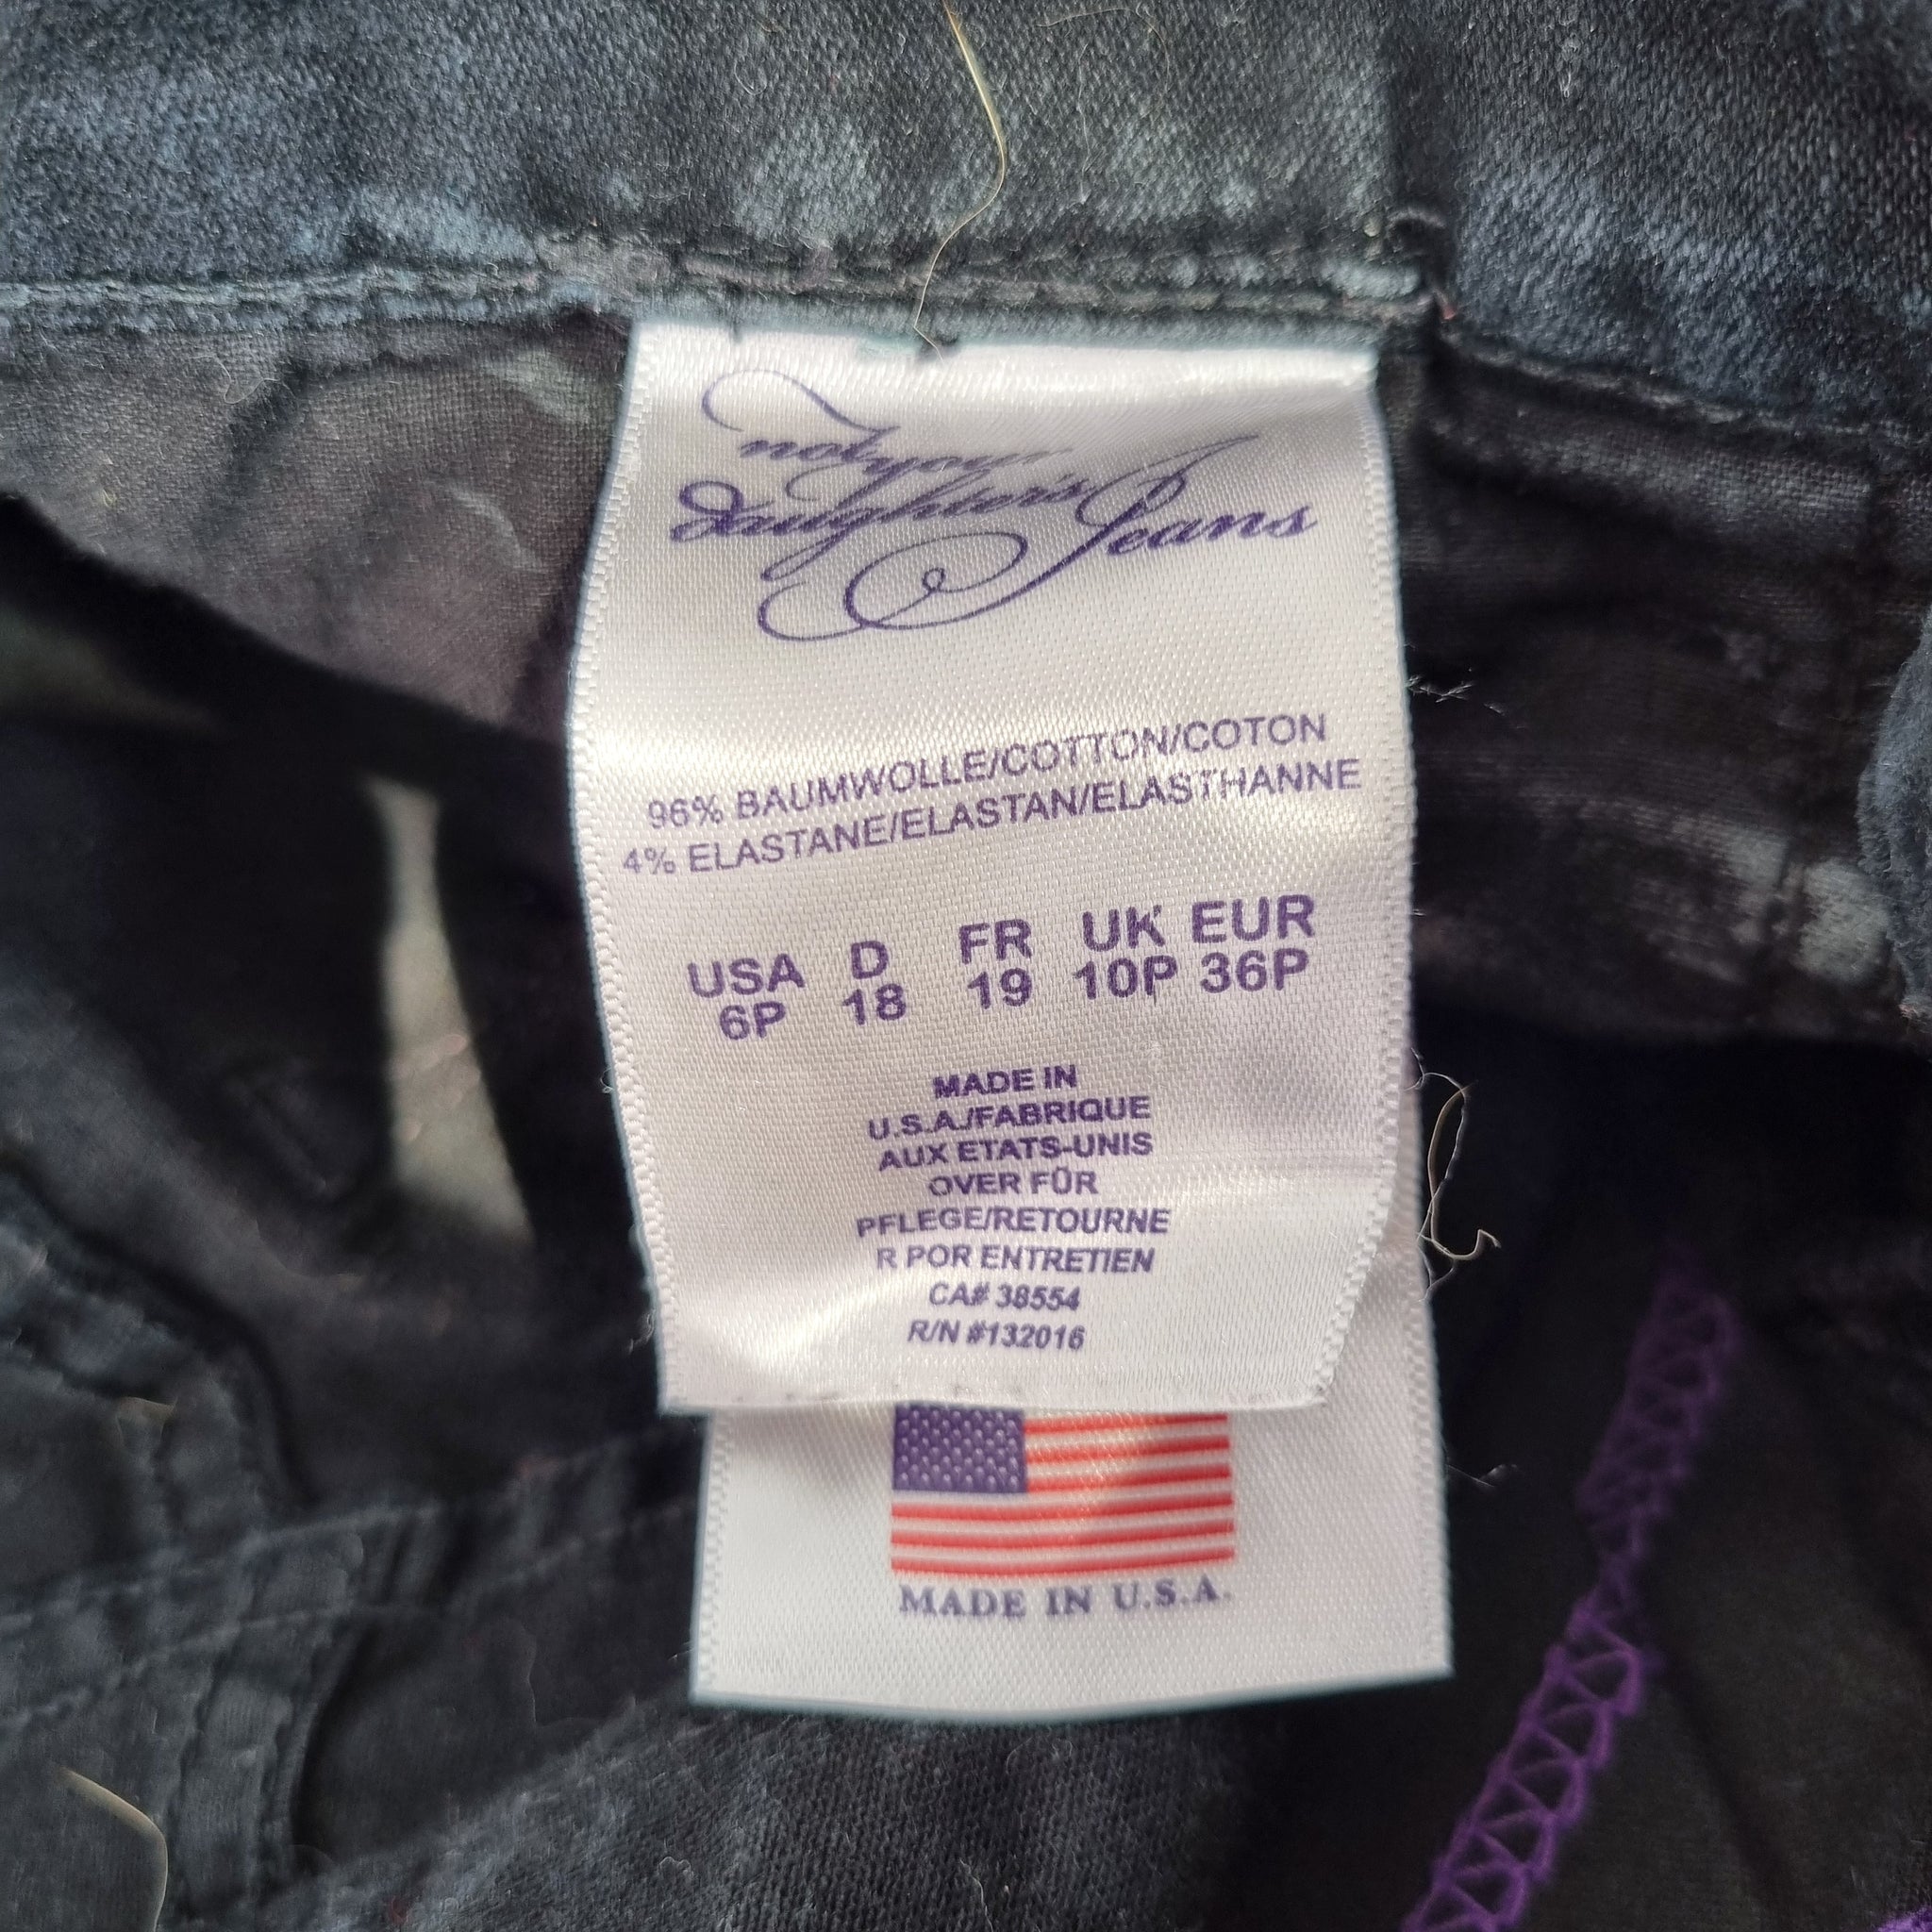 not your
daughter's Jeans
96% BAUMWOLLE/COTTON/COTON
4% ELASTANE/ELASTAN/ELASTHANNE
USA D FR UK EUR
6P 18 19 10P 36P
MADE IN
U.S.A./FABRIQUE
AUX ETATS-UNIS
OVER FÛR
PFLEGE/RETOURNE
R POR ENTRETIEN
CA# 38554
R/N #132016
MADE IN U.S.A.